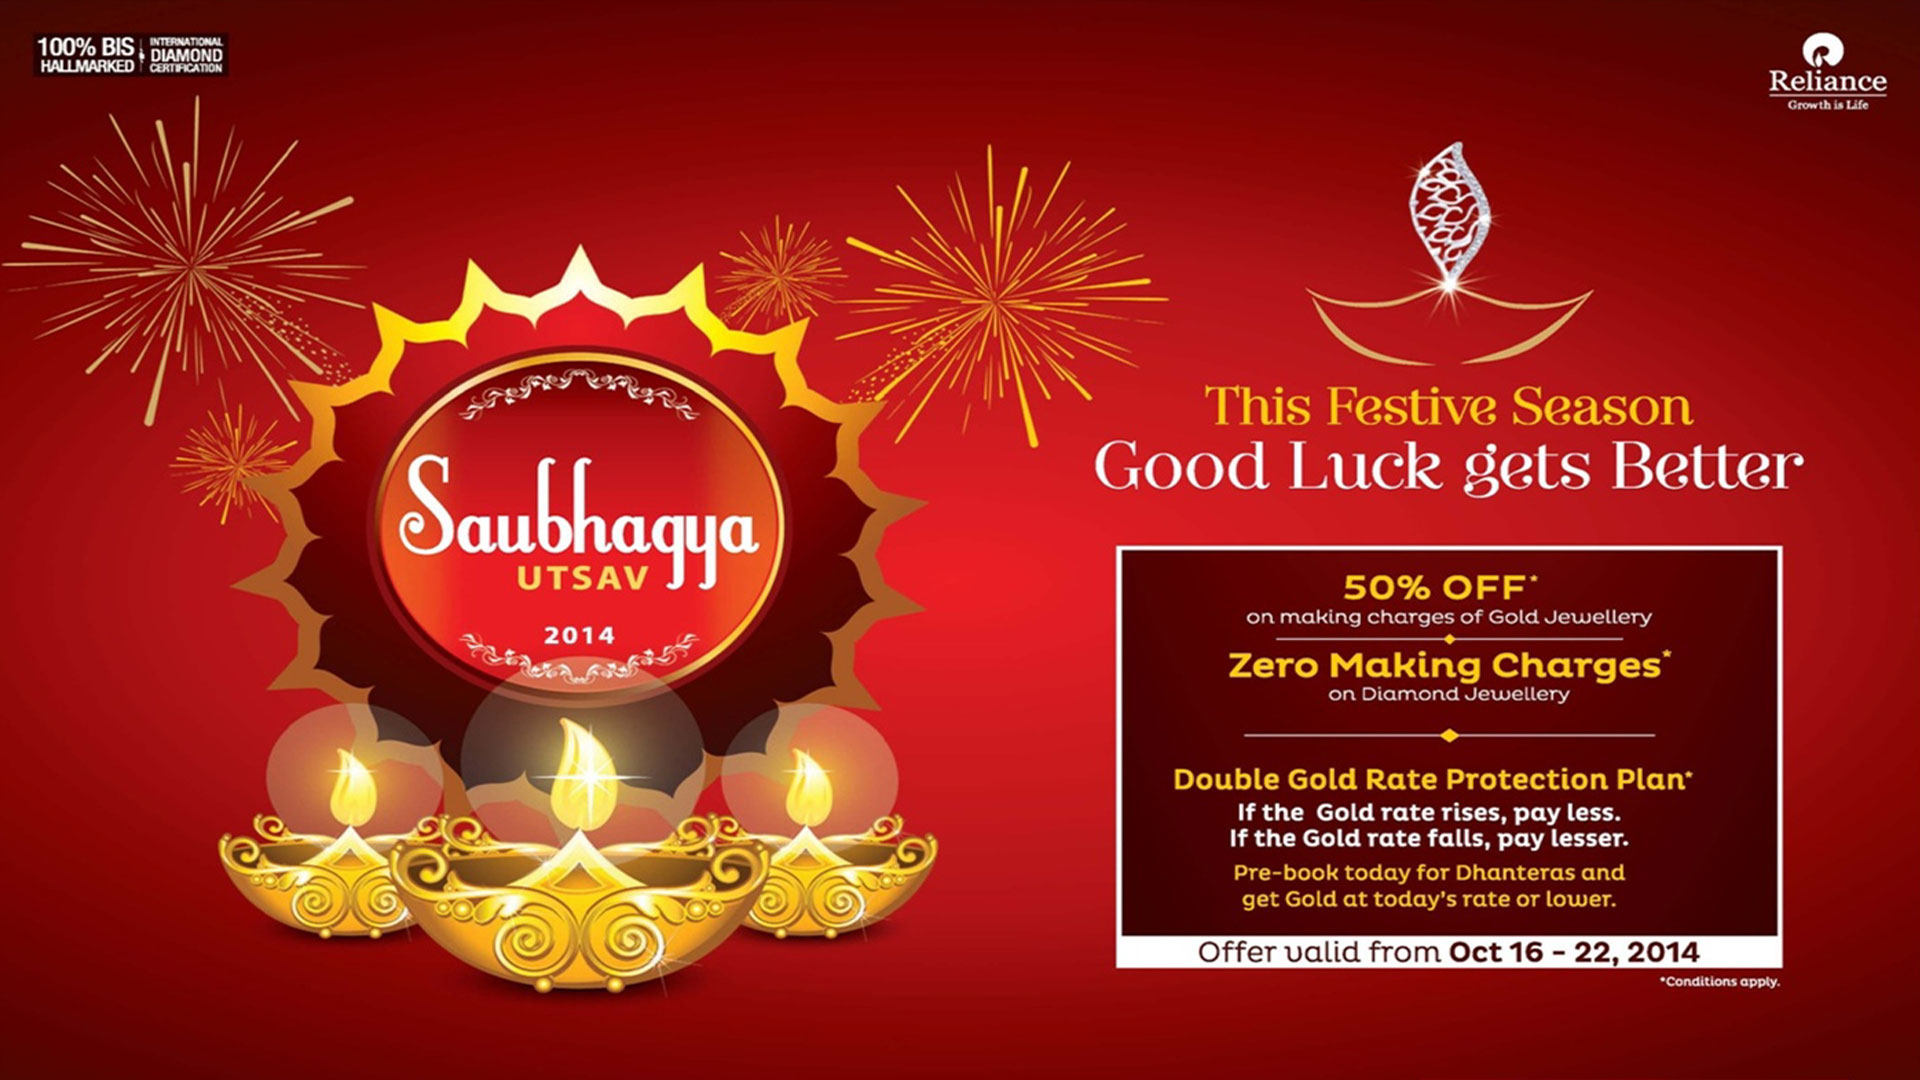 100% BIS
HALLMARKED
INTERNATIONAL
DIAMOND
CERTIFICATION
Reliance
Growth is Life
Saubhagya
UTSAV
2014
This Festive Season
Good Luck gets Better
50% OFF*
on making charges of Gold Jewellery
Zero Making Charges*
on Diamond Jewellery
Double Gold Rate Protection Plan*
If the Gold rate rises, pay less.
If the Gold rate falls, pay lesser.
Pre-book today for Dhanteras and
get Gold at today's rate or lower.
Offer valid from Oct 16 - 22, 2014
*Conditions apply.